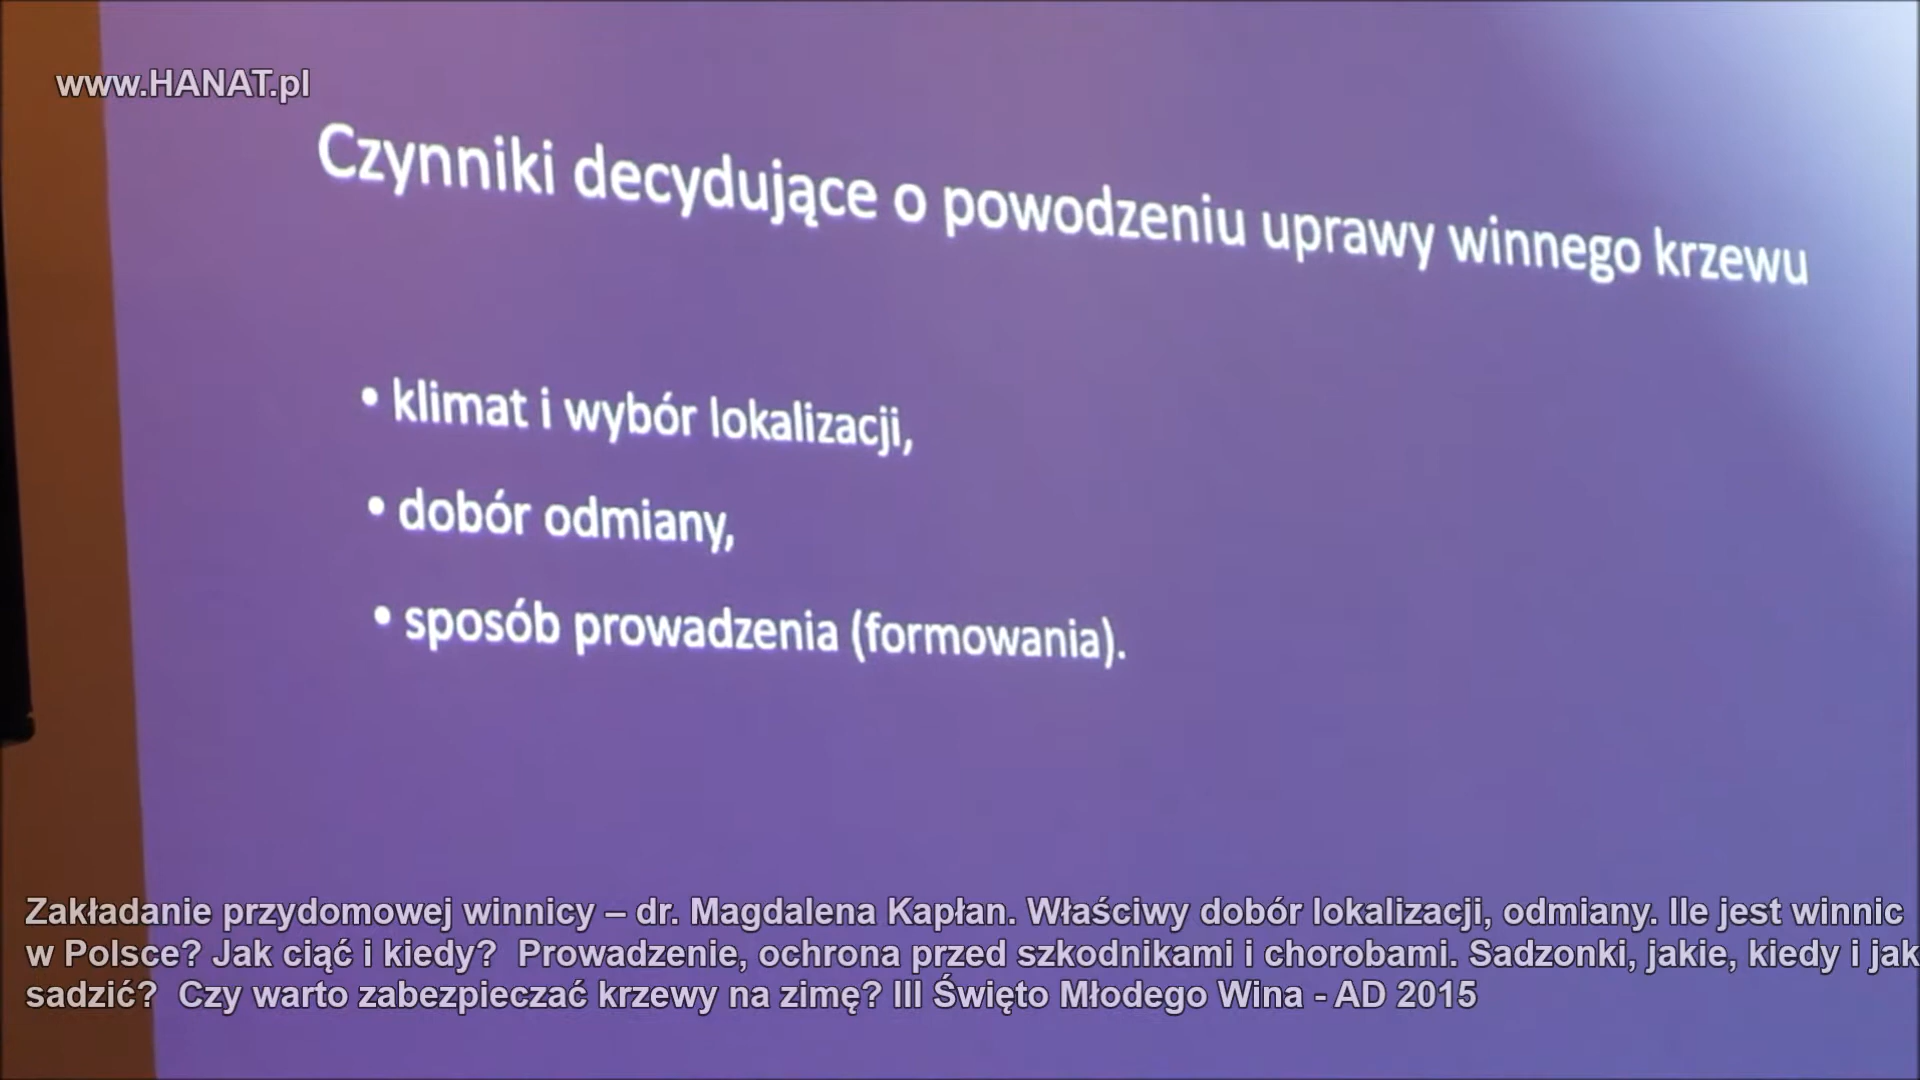 www.HANAT.pl
Czynniki decydujące o powodzeniu uprawy winnego krzewu
• klimat i wybór lokalizacji,
• dobór odmiany,
• sposób prowadzenia (formowania).
Zakładanie przydomowej winnicy – dr. Magdalena Kapłan. Właściwy dobór lokalizacji, odmiany. Ile jest winnic
w Polsce? Jak ciąć i kiedy? Prowadzenie, ochrona przed szkodnikami i chorobami. Sadzonki, jakie, kiedy i jak
sadzić? Czy warto zabezpieczać krzewy na zimę? III Święto Młodego Wina - AD 2015